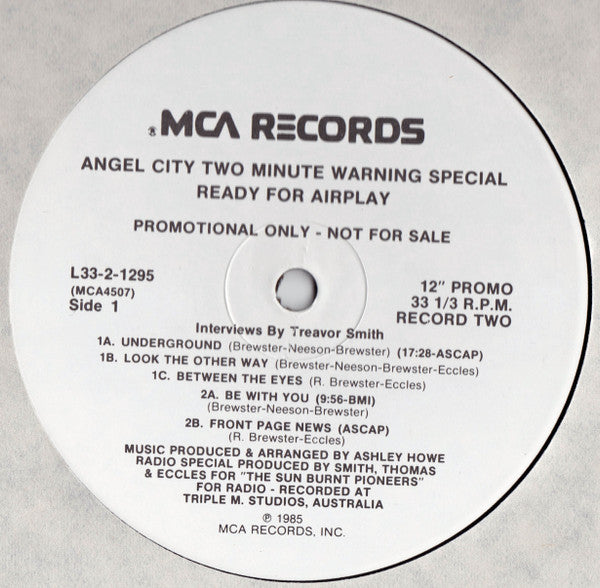 MCA RECORDS
ANGEL CITY TWO MINUTE WARNING SPECIAL
READY FOR AIRPLAY
PROMOTIONAL ONLY - NOT FOR SALE
L33-2-1295
(MCA4507)
Side 1
12" PROMO
33 1/3 R.P.M.
RECORD TWO
Interviews By Treavor Smith
1A. UNDERGROUND (Brewster-Neeson-Brewster) (17:28-ASCAP)
1B. LOOK THE OTHER WAY (Brewster-Neeson-Brewster-Eccles)
1C. BETWEEN THE EYES (R. Brewster-Eccles)
2A. BE WITH YOU (9:56-BMI)
(Brewster-Neeson-Brewster)
2B. FRONT PAGE NEWS (ASCAP)
(R. Brewster-Eccles)
MUSIC PRODUCED & ARRANGED BY ASHLEY HOWE
RADIO SPECIAL PRODUCED BY SMITH, THOMAS
& ECCLES FOR "THE SUN BURNT PIONEERS"
FOR RADIO - RECORDED AT
TRIPLE M. STUDIOS, AUSTRALIA
℗ 1985
MCA RECORDS, INC.